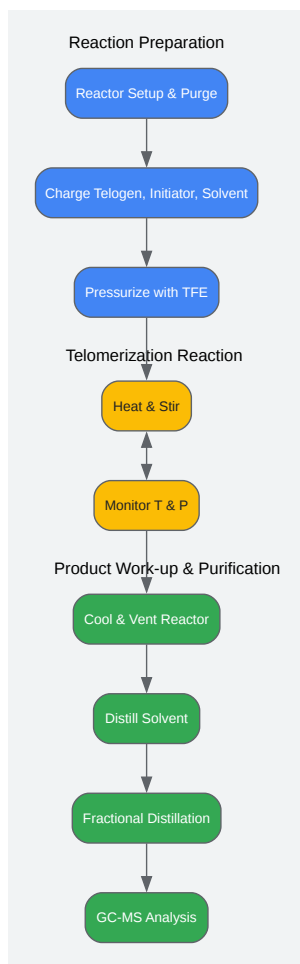 Reaction Preparation
Reactor Setup & Purge
Charge Telogen, Initiator, Solvent
Pressurize with TFE
Telomerization Reaction
Heat & Stir
Monitor T & P
Product Work-up & Purification
Cool & Vent Reactor
Distill Solvent
Fractional Distillation
GC-MS Analysis